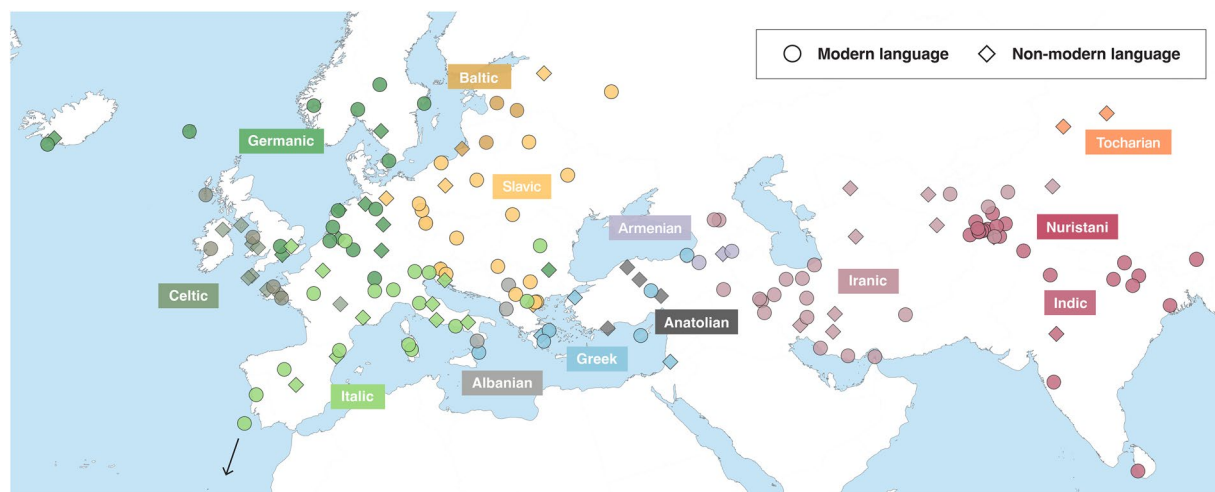 Modern language
Non-modern language
Baltic
Germanic
Tocharian
Slavic
Armenian
Nuristani
Iranic
Celtic
Indic
Anatolian
Greek
Albanian
Italic